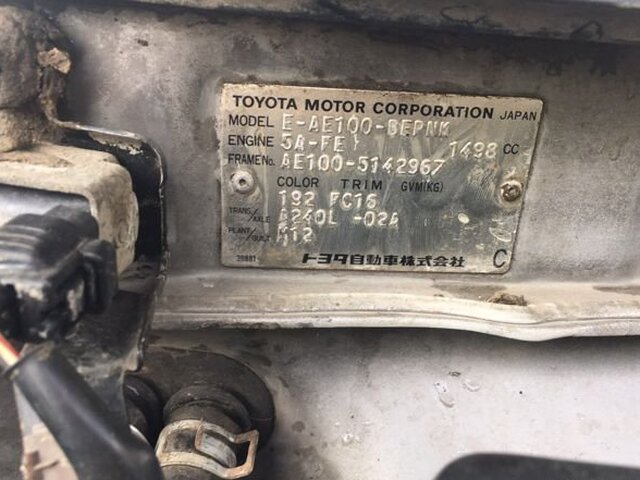 TOYOTA MOTOR CORPORATION JAPAN
MODEL E-AE100-BEPNK
ENGINE 5A-FE 1498 CC
FRAME No. AE100-5142967
COLOR TRIM GVM(KG)
192 FC16
TRANS/AXLE A240L -02A
PLANT/BUILT M12
トヨタ自動車株式会社 C